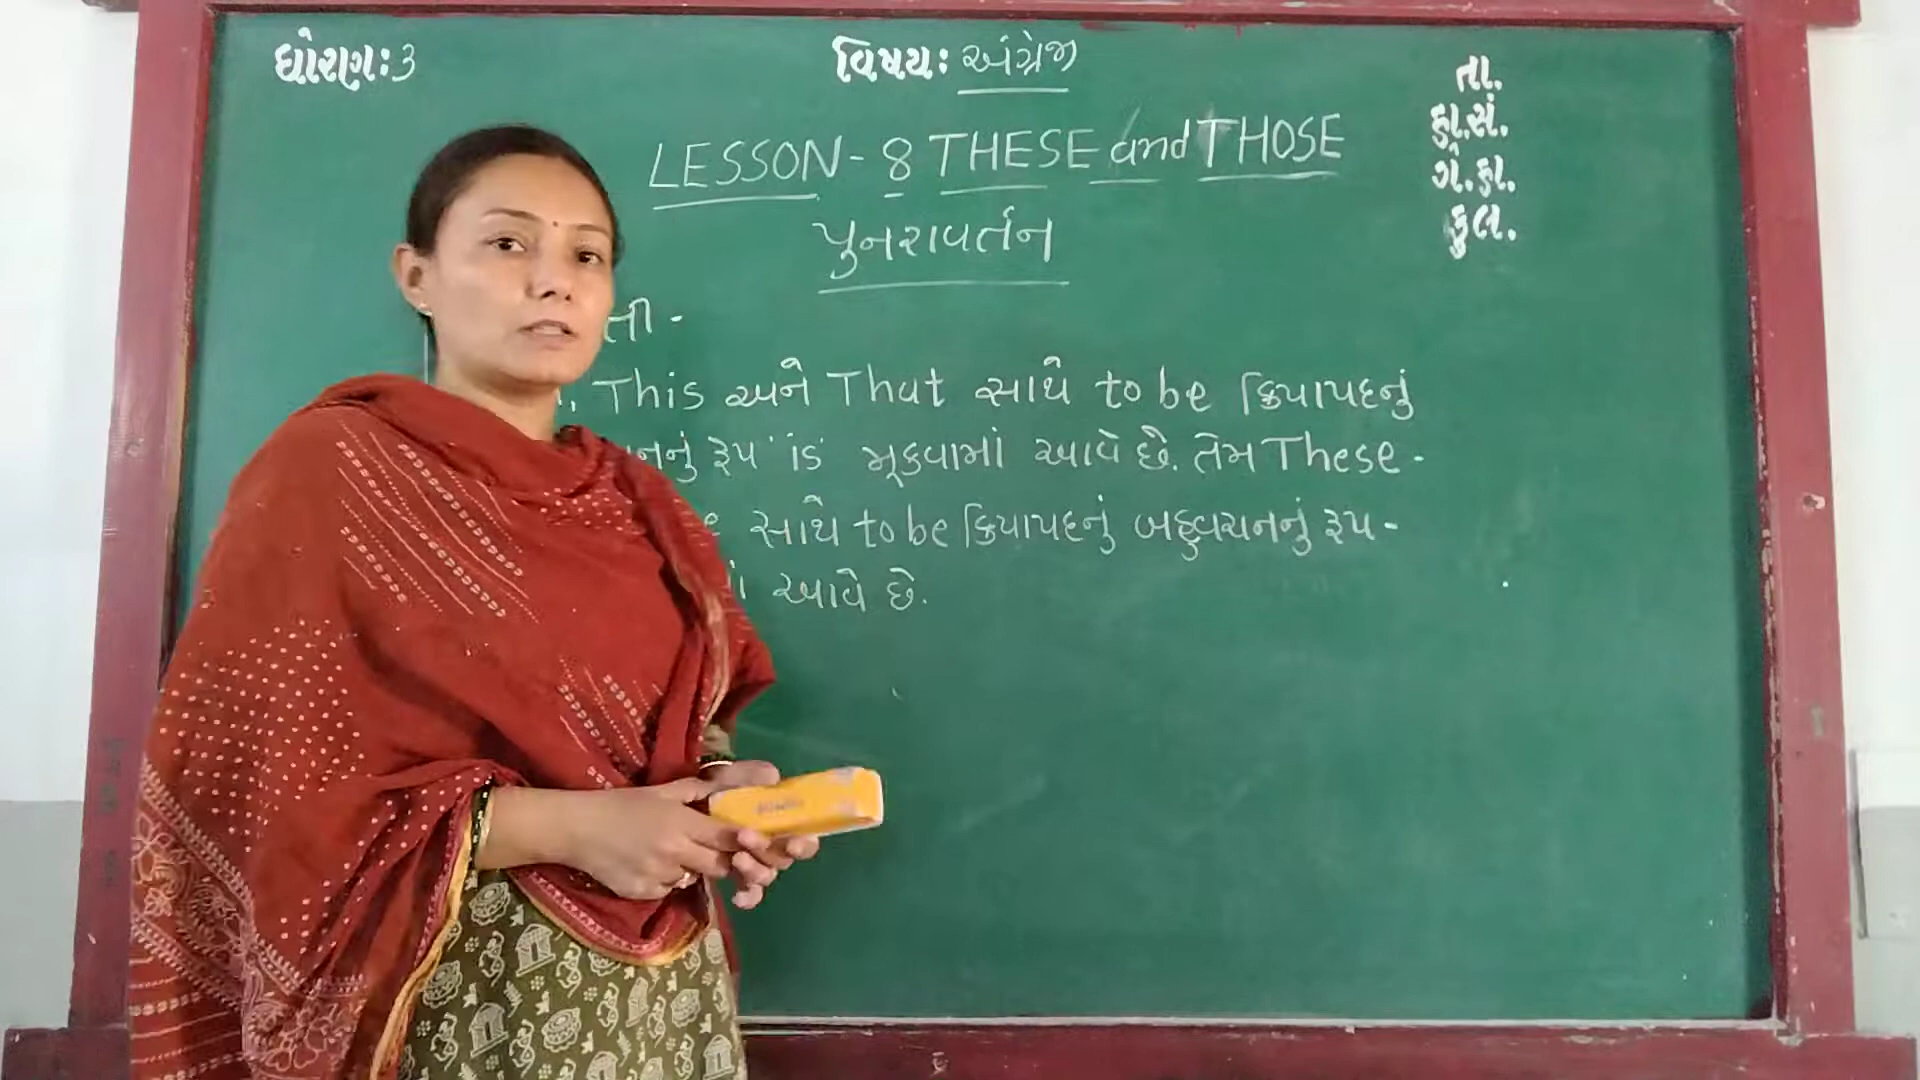 ધોરણ: 3
વિષય: અંગ્રેજી
તા.
હા.સં.
ગે.હા.
કુલ.
LESSON - 8 THESE and THOSE
પુનરાવર્તન
This અને That સાથે to be ક્રિયાપદનું
રૂપ 'is' મૂકવામાં આવે છે. તેમ These -
સાથે to be ક્રિયાપદનું બહુવચનનું રૂપ -
આવે છે.